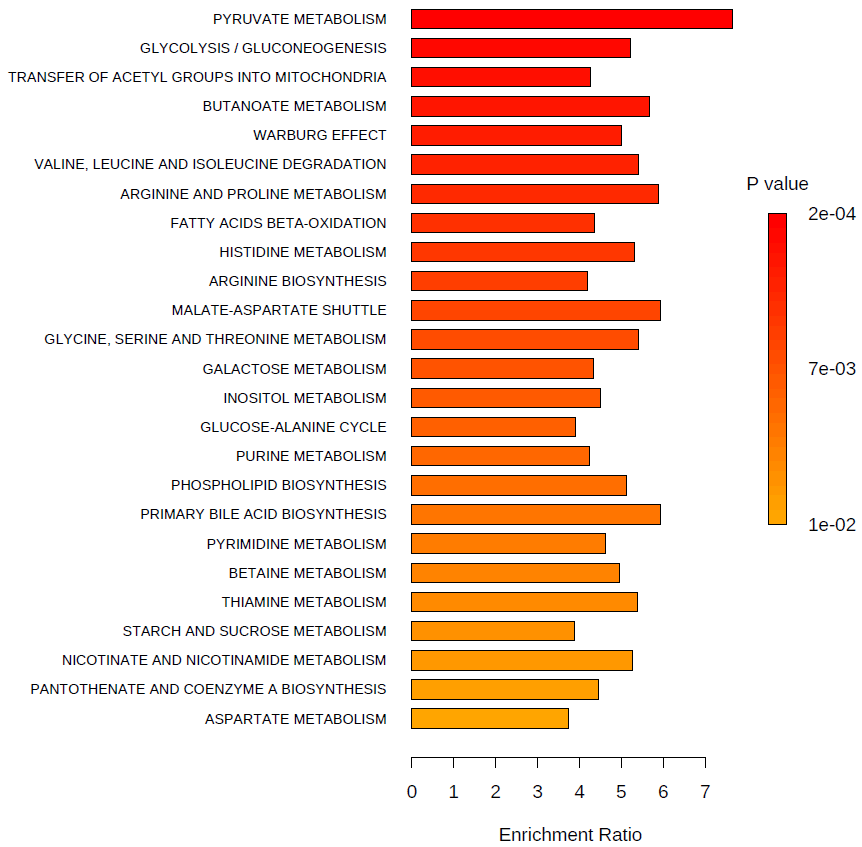 PYRUVATE METABOLISM
GLYCOLYSIS / GLUCONEOGENESIS
TRANSFER OF ACETYL GROUPS INTO MITOCHONDRIA
BUTANOATE METABOLISM
WARBURG EFFECT
VALINE, LEUCINE AND ISOLEUCINE DEGRADATION
ARGININE AND PROLINE METABOLISM
FATTY ACIDS BETA-OXIDATION
HISTIDINE METABOLISM
ARGININE BIOSYNTHESIS
MALATE-ASPARTATE SHUTTLE
GLYCINE, SERINE AND THREONINE METABOLISM
GALACTOSE METABOLISM
INOSITOL METABOLISM
GLUCOSE-ALANINE CYCLE
PURINE METABOLISM
PHOSPHOLIPID BIOSYNTHESIS
PRIMARY BILE ACID BIOSYNTHESIS
PYRIMIDINE METABOLISM
BETAINE METABOLISM
THIAMINE METABOLISM
STARCH AND SUCROSE METABOLISM
NICOTINATE AND NICOTINAMIDE METABOLISM
PANTOTHENATE AND COENZYME A BIOSYNTHESIS
ASPARTATE METABOLISM
0 1 2 3 4 5 6 7
Enrichment Ratio
P value
2e-04
7e-03
1e-02